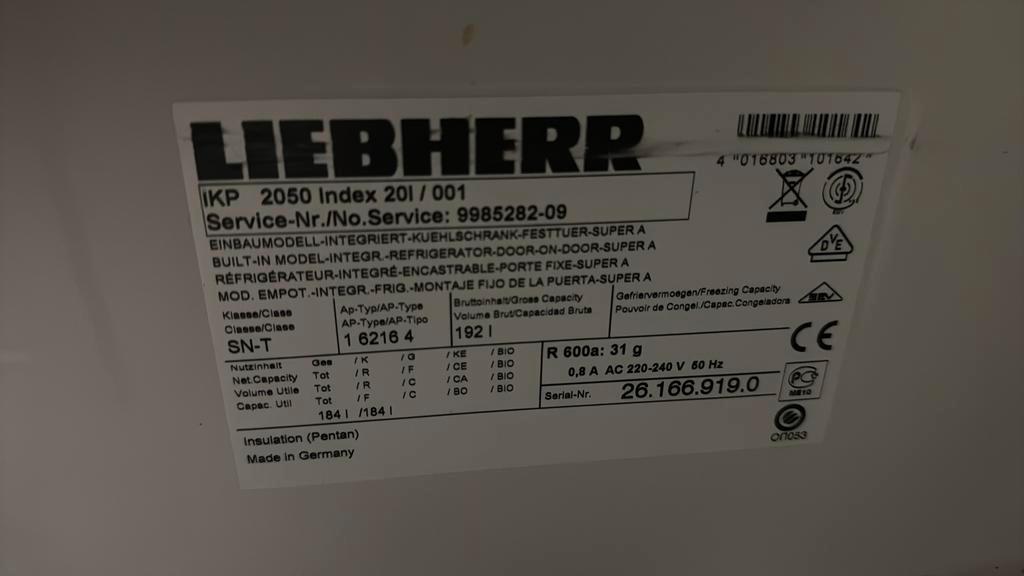 LIEBHERR
4 "016803"101642"
IKP 2050 Index 20I / 001
Service-Nr./No.Service: 9985282-09
EINBAUMODELL-INTEGRIERT-KUEHLSCHRANK-FESTTUER-SUPER A
BUILT-IN MODEL-INTEGR.-REFRIGERATOR-DOOR-ON-DOOR-SUPER A
RÉFRIGÉRATEUR-INTEGRÉ-ENCASTRABLE-PORTE FIXE-SUPER A
MOD. EMPOT.-INTEGR.-FRIG.-MONTAJE FIJO DE LA PUERTA-SUPER A
Klasse/Class
Classe/Clase
SN-T
Ap-Typ/AP-Type
AP-Type/AP-Tipo
1 6216 4
Bruttoinhalt/Gross Capacity
Volume Brut/Capacidad Bruta
192 l
Gefriervermoegen/Freezing Capacity
Pouvoir de Congel./Capac.Congeladora
Nutzinhalt Ges / K / G / KE / BIO
Net.Capacity Tot / R / F / CE / BIO
Volume Utile Tot / R / C / CA / BIO
Capac. Util Tot / F / C / BO / BIO
184 l /184 l
R 600a: 31 g
0,8 A AC 220-240 V 50 Hz
Serial-Nr. 26.166.919.0
Insulation (Pentan)
Made in Germany
DVE
CE